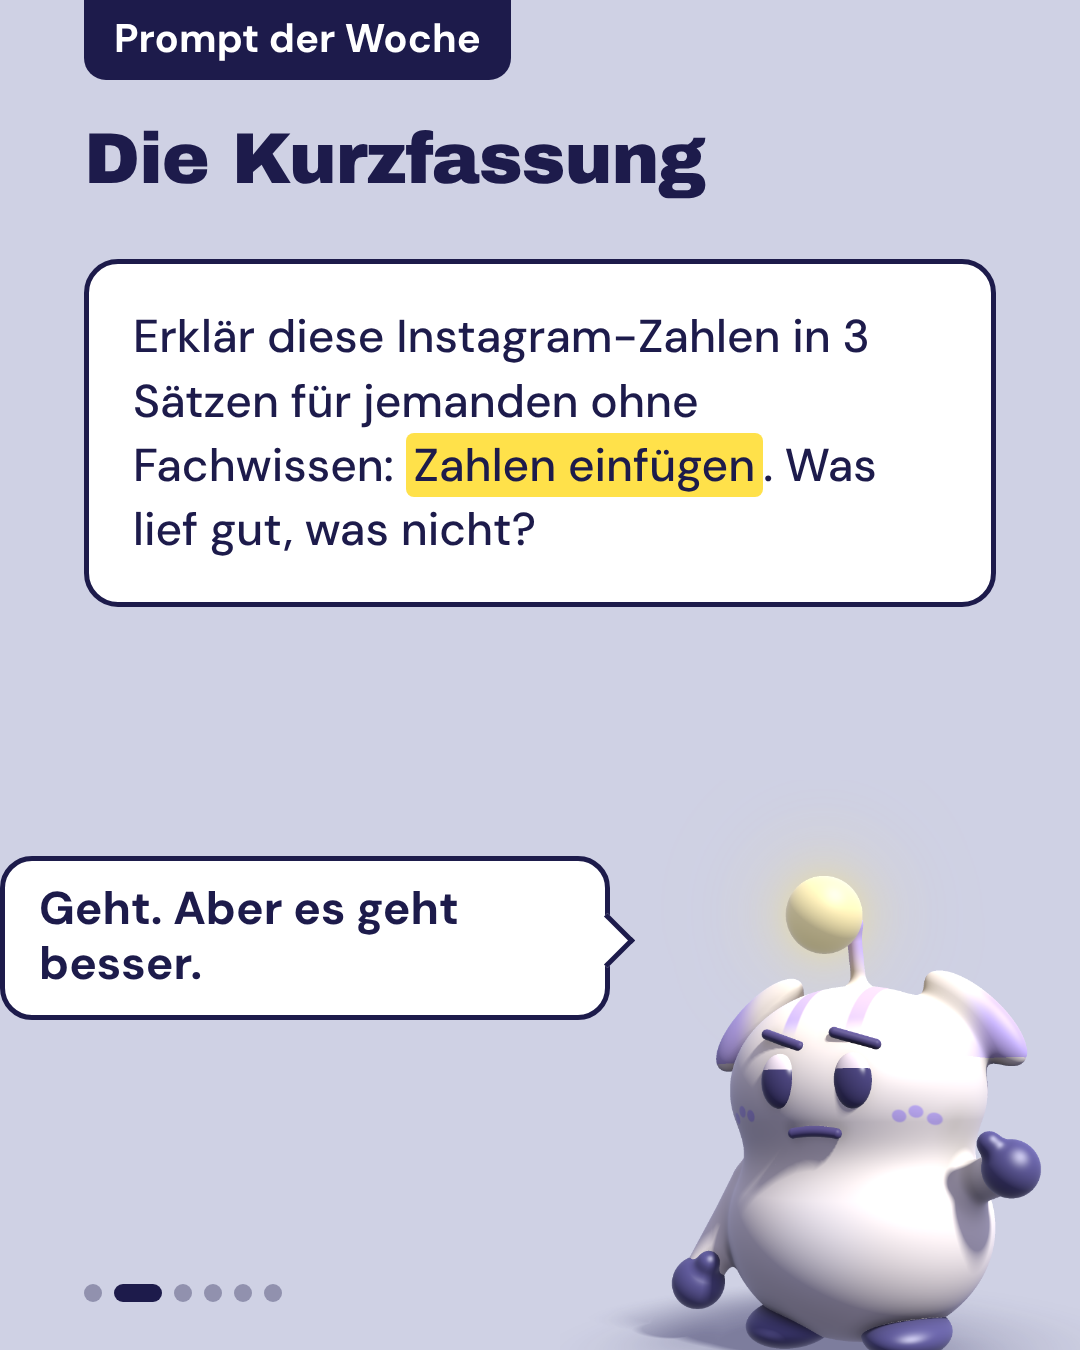 Prompt der Woche
Die Kurzfassung
Erklär diese Instagram-Zahlen in 3
Sätzen für jemanden ohne
Fachwissen: Zahlen einfügen. Was
lief gut, was nicht?
Geht. Aber es geht
besser.